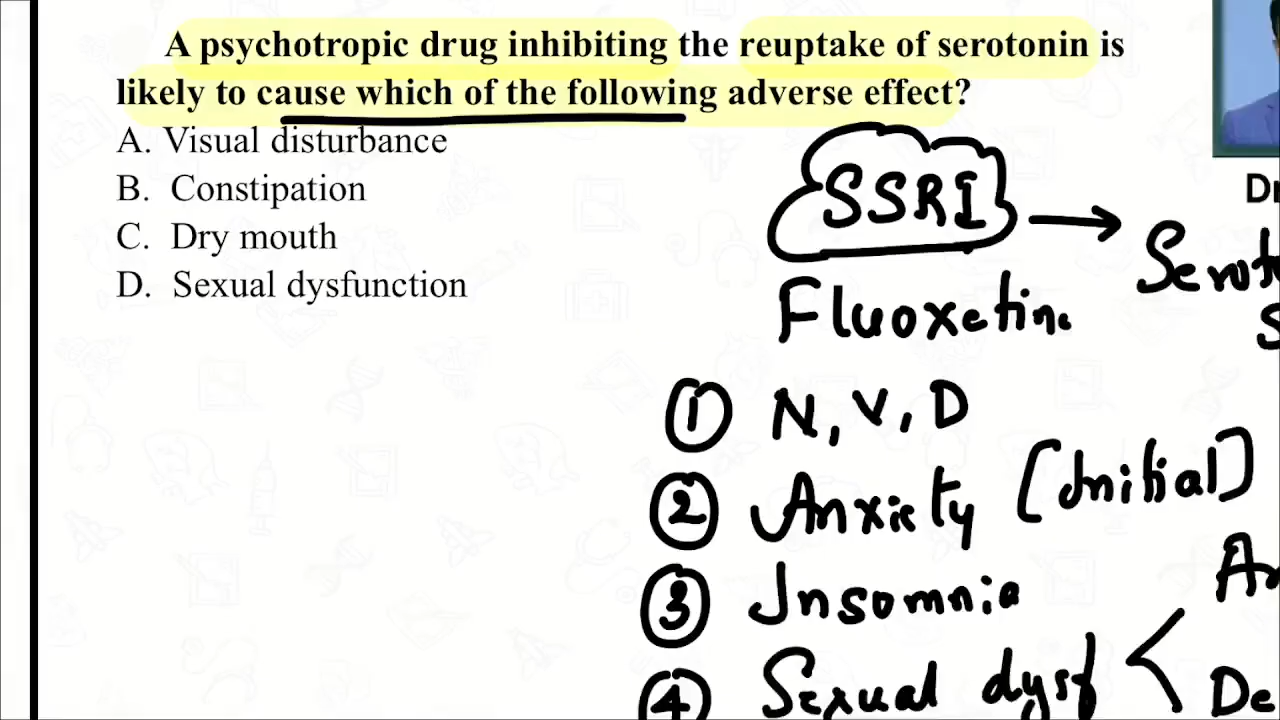 A psychotropic drug inhibiting the reuptake of serotonin is
likely to cause which of the following adverse effect?
A. Visual disturbance
B. Constipation
C. Dry mouth
D. Sexual dysfunction
SSRI →
Fluoxetine
① N, V, D
② Anxiety [Initial]
③ Insomnia
④ Sexual dysf <